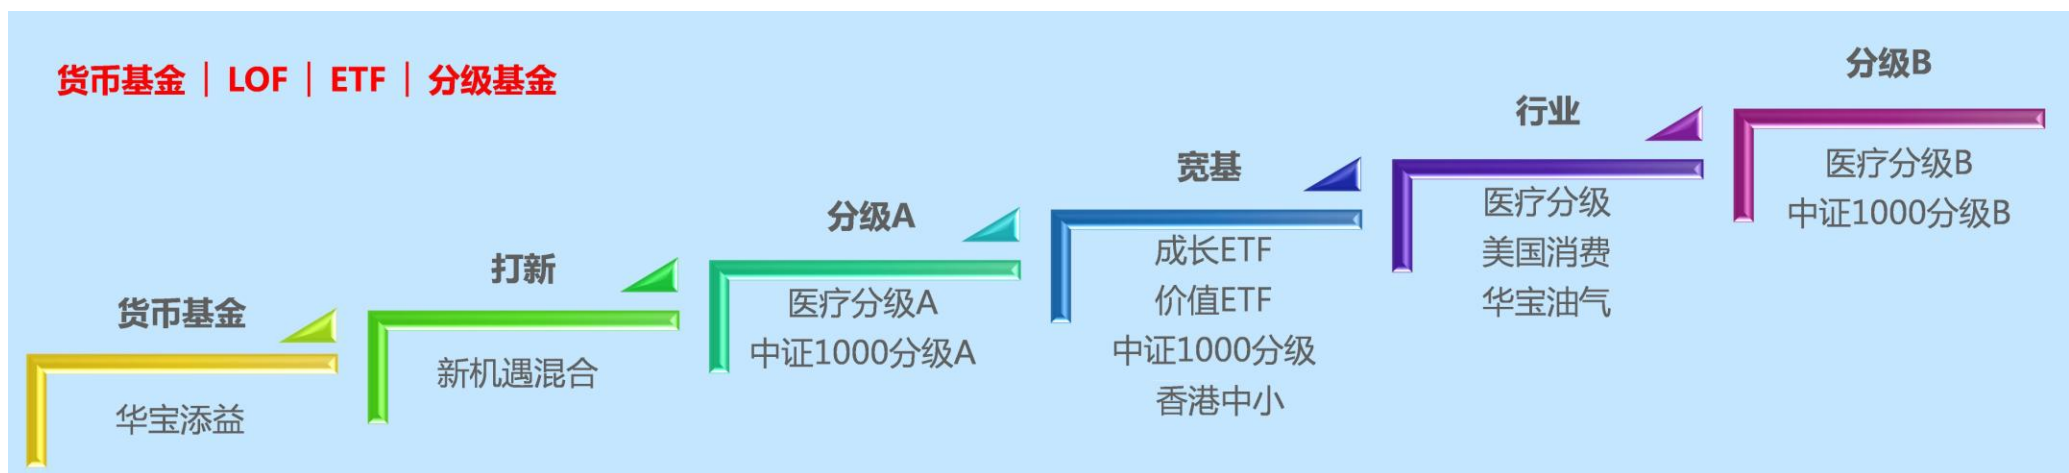 货币基金｜LOF｜ETF｜分级基金
货币基金
华宝添益
打新
新机遇混合
分级A
医疗分级A
中证1000分级A
宽基
成长ETF
价值ETF
中证1000分级
香港中小
行业
医疗分级
美国消费
华宝油气
分级B
医疗分级B
中证1000分级B